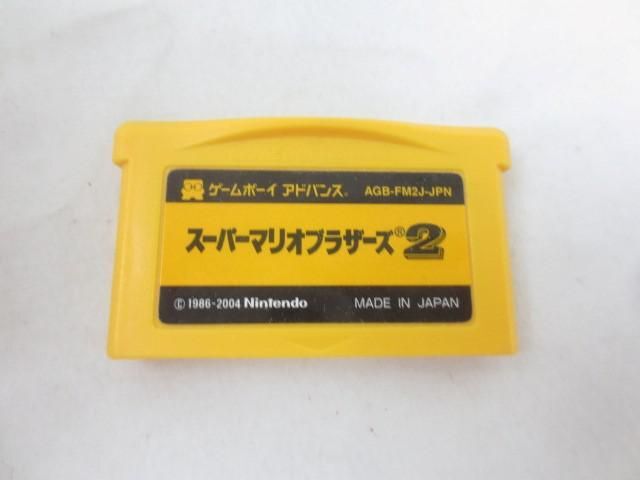 ゲームボーイ アドバンス® AGB-FM2J-JPN
スーパーマリオブラザーズ®2
© 1986-2004 Nintendo MADE IN JAPAN